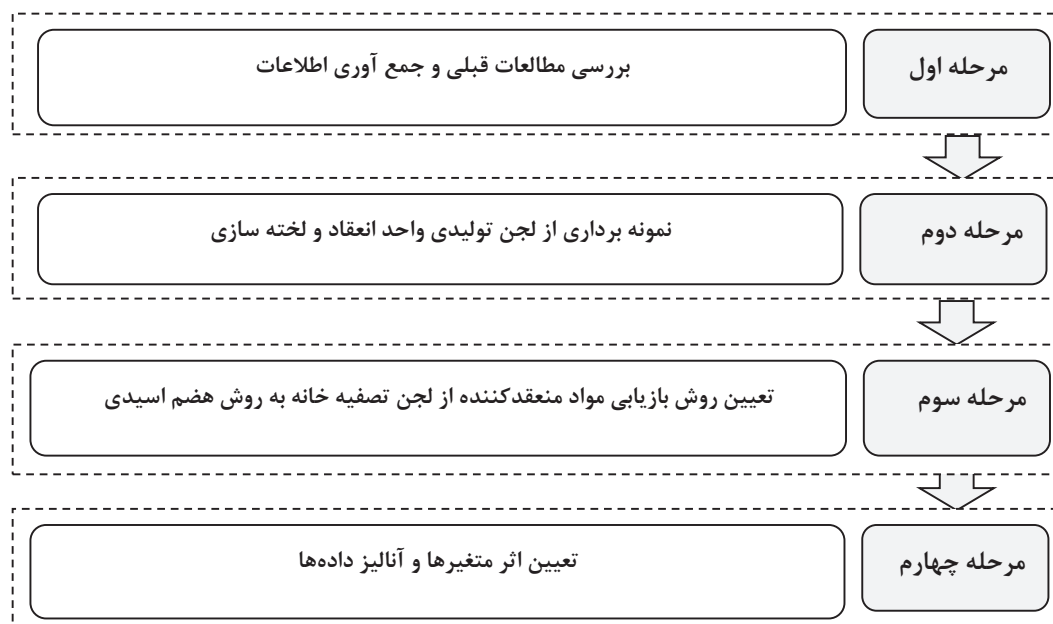 مرحله اول
بررسی مطالعات قبلی و جمع آوری اطلاعات
مرحله دوم
نمونه برداری از لجن تولیدی واحد انعقاد و لخته سازی
مرحله سوم
تعیین روش بازیابی مواد منعقدکننده از لجن تصفیه خانه به روش هضم اسیدی
مرحله چهارم
تعیین اثر متغیرها و آنالیز داده‌ها